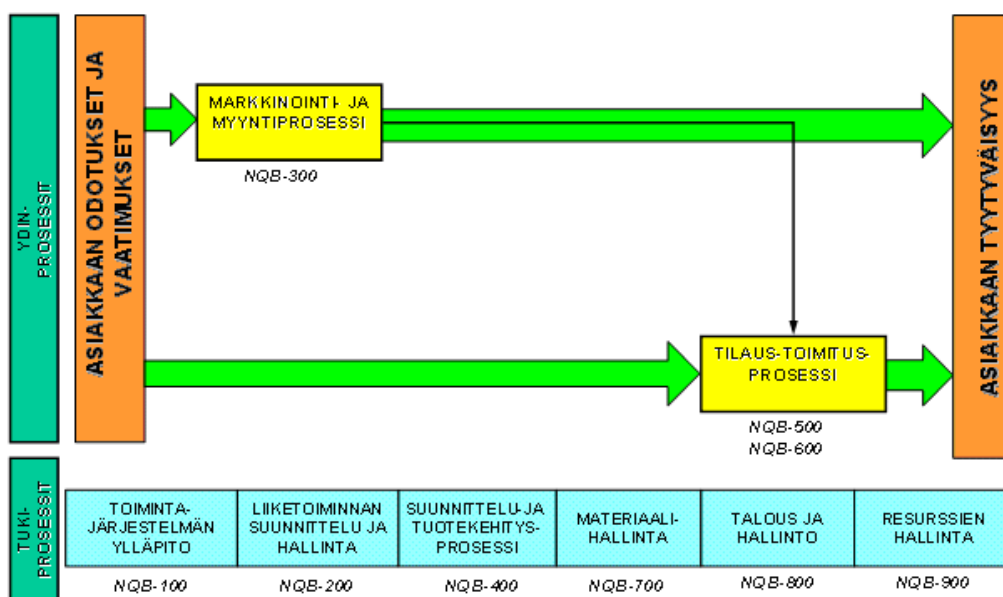 YDIN-
PROSESSIT
ASIAKKAAN ODOTUKSET JA
VAATIMUKSET
MARKKINOINTI- JA
MYYNTIPROSESSI
NQB-300
TILAUS-TOIMITUS-
PROSESSI
NQB-500
NQB-600
ASIAKKAAN TYYTYVÄISYYS
TUKI-
PROSESSIT
TOIMINTA-
JÄRJESTELMÄN
YLLÄPITO
NQB-100
LIIKETOIMINNAN
SUUNNITTELU JA
HALLINTA
NQB-200
SUUNNITTELU- JA
TUOTEKEHITYS-
PROSESSI
NQB-400
MATERIAALI-
HALLINTA
NQB-700
TALOUS JA
HALLINTO
NQB-800
RESURSSIEN
HALLINTA
NQB-900